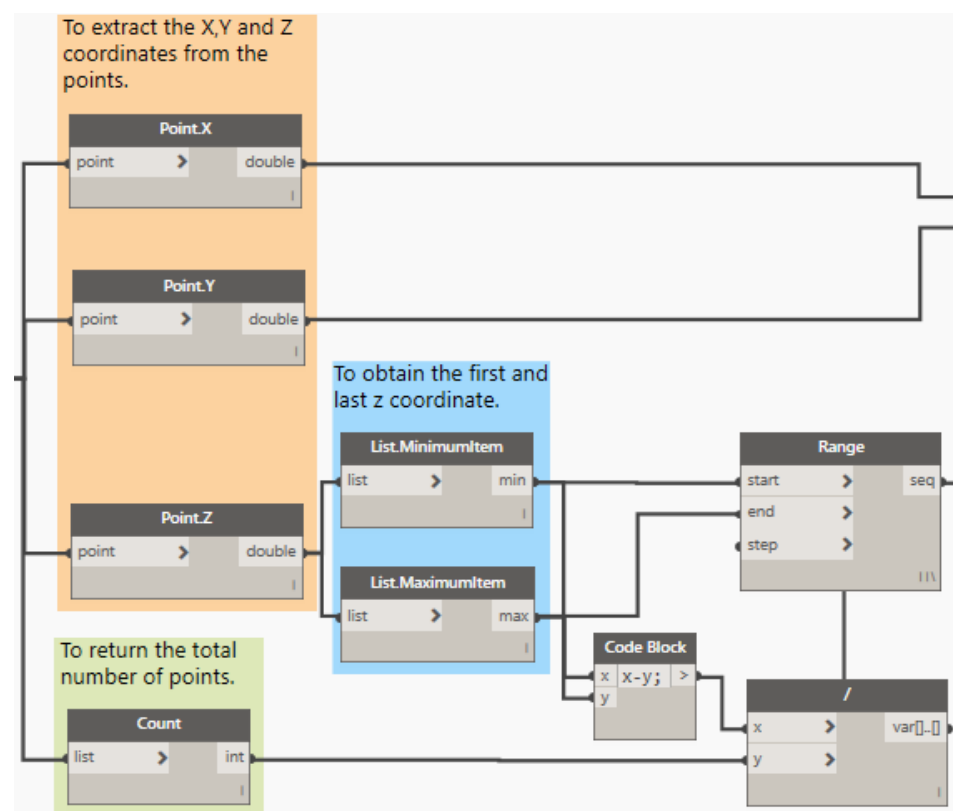 To extract the X,Y and Z
coordinates from the
points.
Point.X
point > double
Point.Y
point > double
To obtain the first and
last z coordinate.
List.MinimumItem
list > min
Range
start > seq
end >
step >
Point.Z
point > double
List.MaximumItem
list > max
To return the total
number of points.
Code Block
x x-y; >
y
Count
list > int
/
x > var[]..[]
y >